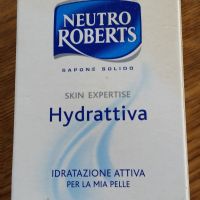 NEUTRO
ROBERTS
SAPONE SOLIDO
SKIN EXPERTISE
Hydrattiva
IDRATAZIONE ATTIVA
PER LA MIA PELLE